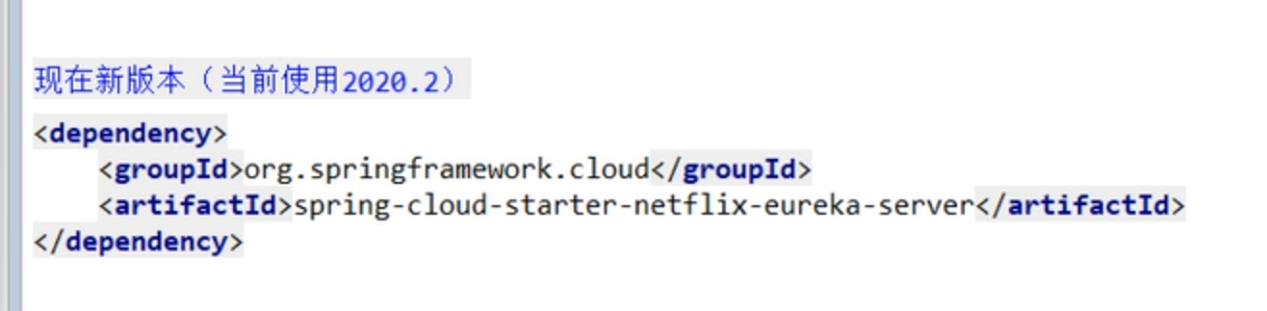 现在新版本（当前使用2020.2）
<dependency>
    <groupId>org.springframework.cloud</groupId>
    <artifactId>spring-cloud-starter-netflix-eureka-server</artifactId>
</dependency>